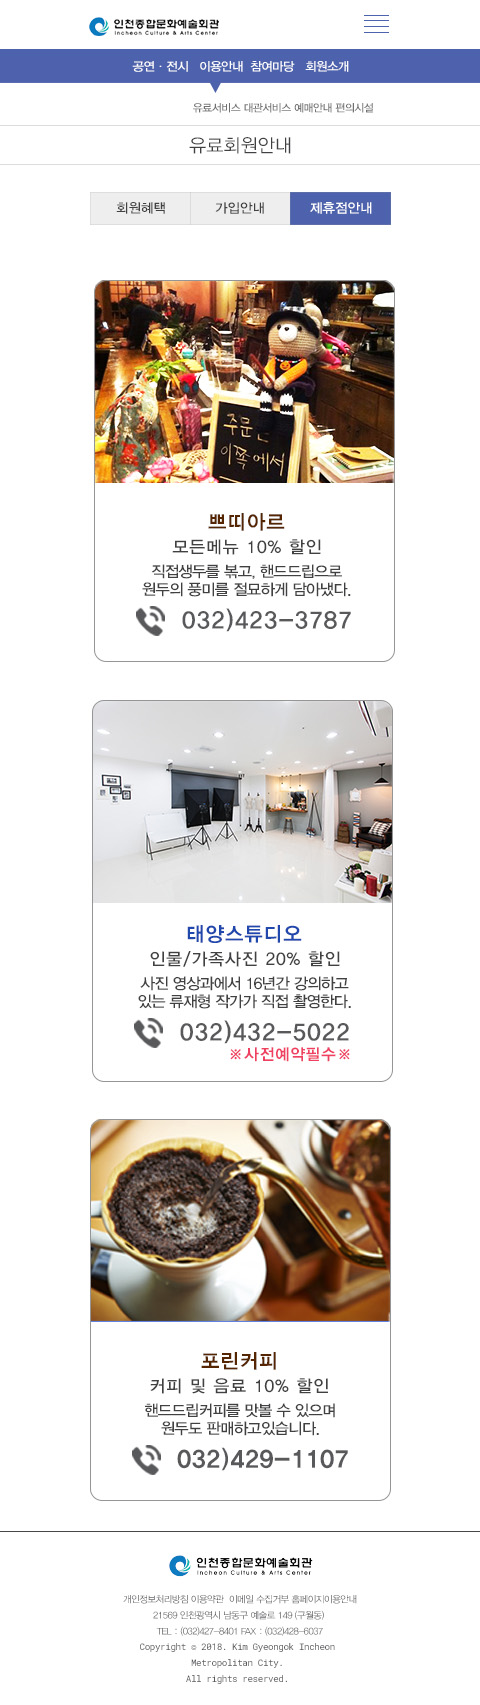 인천종합문화예술회관
Incheon Culture & Arts Center
공연 · 전시 이용안내 참여마당 회원소개
유료서비스 대관서비스 예매안내 편의시설
유료회원안내
회원혜택 가입안내 제휴점안내
주문은
이쪽에서
쁘띠아르
모든메뉴 10% 할인
직접생두를 볶고, 핸드드립으로
원두의 풍미를 절묘하게 담아냈다.
032)423-3787
태양스튜디오
인물/가족사진 20% 할인
사진 영상과에서 16년간 강의하고
있는 류재형 작가가 직접 촬영한다.
032)432-5022
※사전예약필수※
포린커피
커피 및 음료 10% 할인
핸드드립커피를 맛볼 수 있으며
원두도 판매하고있습니다.
032)429-1107
인천종합문화예술회관
Incheon Culture & Arts Center
개인정보처리방침 이용약관 이메일 수집거부 홈페이지이용안내
21569 인천광역시 남동구 예술로 149 (구월동)
TEL : (032)427-8401 FAX : (032)428-6037
Copyright © 2018. Kim Gyeongok Incheon
Metropolitan City.
All rights reserved.